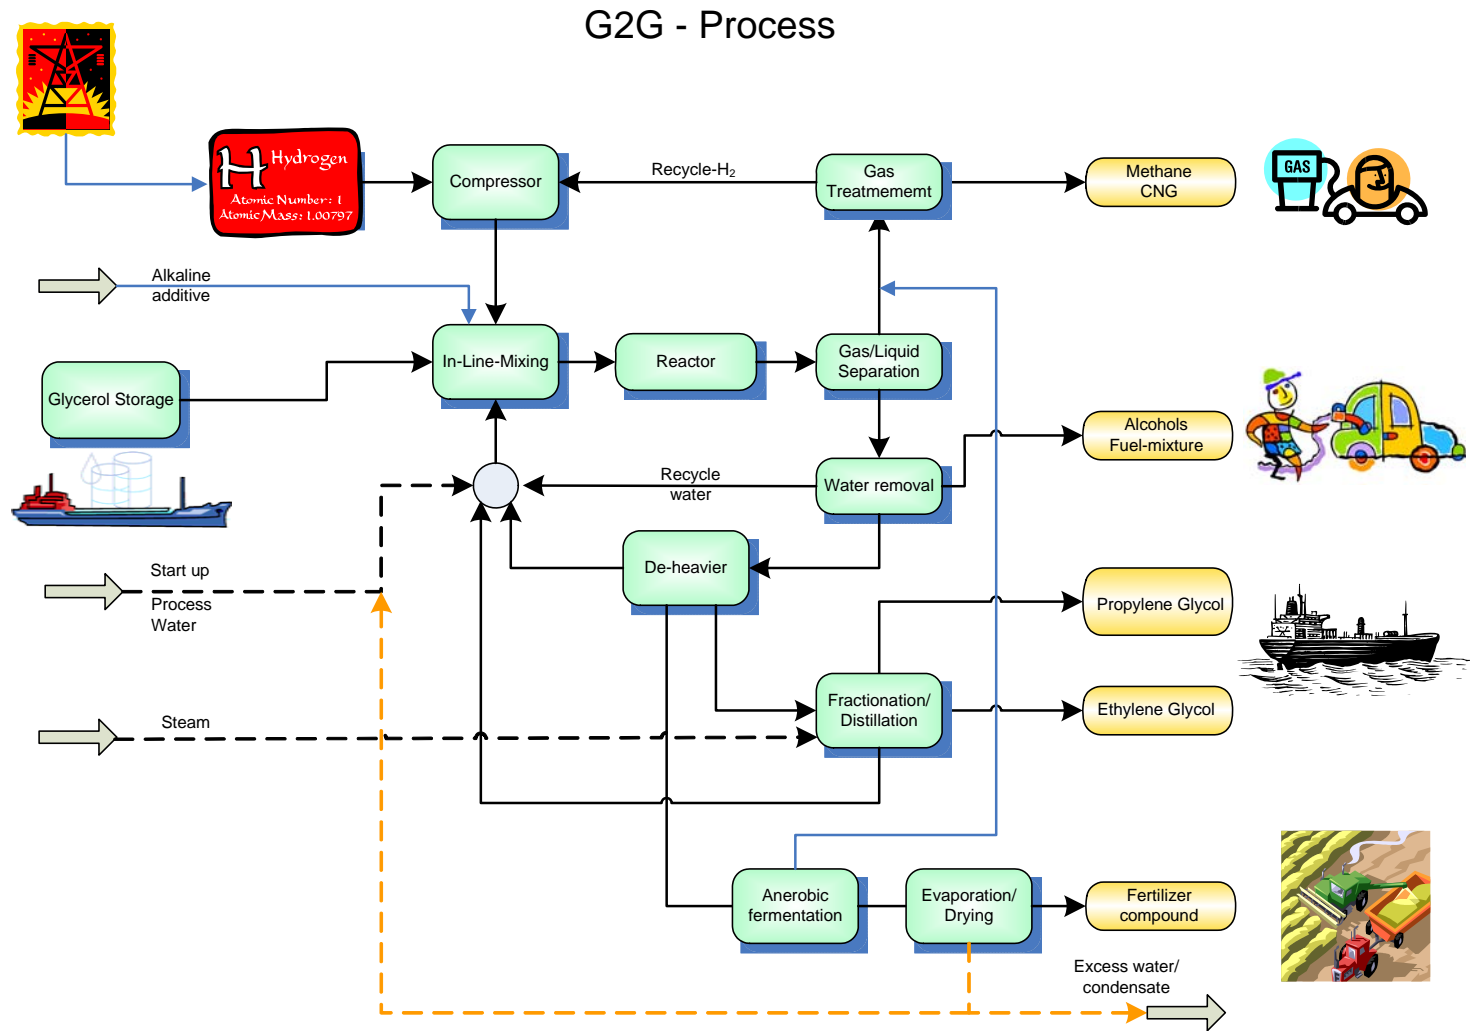 G2G - Process
H Hydrogen
Atomic Number: 1
Atomic Mass: 1.00797
Compressor
Recycle-H2
Gas
Treatmememt
Methane
CNG
GAS
Alkaline
additive
Glycerol Storage
In-Line-Mixing
Reactor
Gas/Liquid
Separation
Alcohols
Fuel-mixture
Recycle
water
Water removal
Start up
Process
Water
De-heavier
Propylene Glycol
Steam
Fractionation/
Distillation
Ethylene Glycol
Anerobic
fermentation
Evaporation/
Drying
Fertilizer
compound
Excess water/
condensate